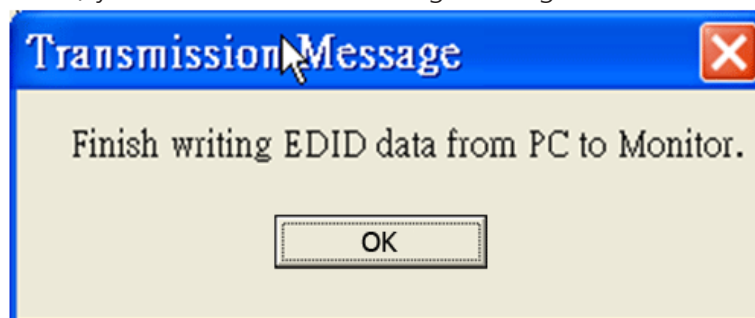 Transmission Message
Finish writing EDID data from PC to Monitor.
OK